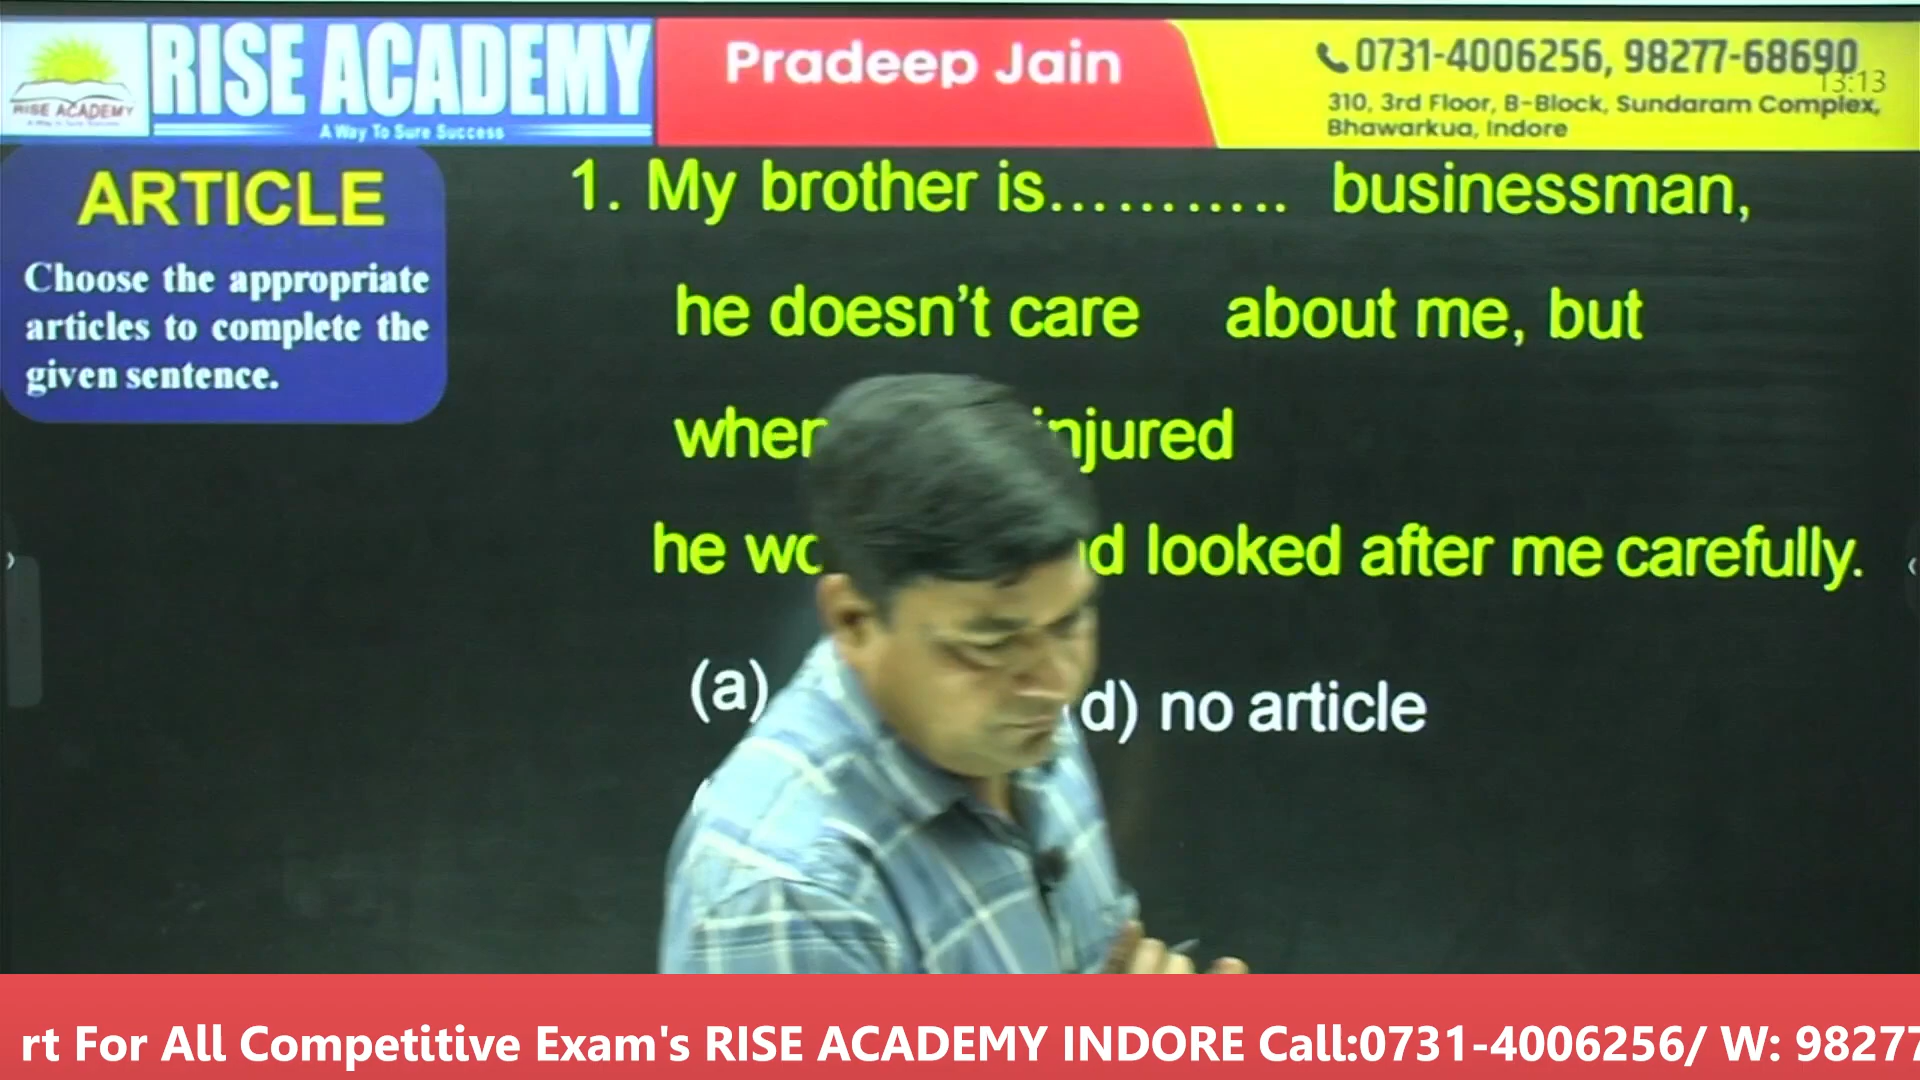 RISE ACADEMY
A Way To Sure Success
RISE ACADEMY
Pradeep Jain
0731-4006256, 98277-68690
13:13
310, 3rd Floor, B-Block, Sundaram Complex,
Bhawarkua, Indore
ARTICLE
Choose the appropriate
articles to complete the
given sentence.
1. My brother is………… businessman,
he doesn’t care about me, but
injured
he looked after me carefully.
(a) d) no article
rt For All Competitive Exam's RISE ACADEMY INDORE Call:0731-4006256/ W: 98277